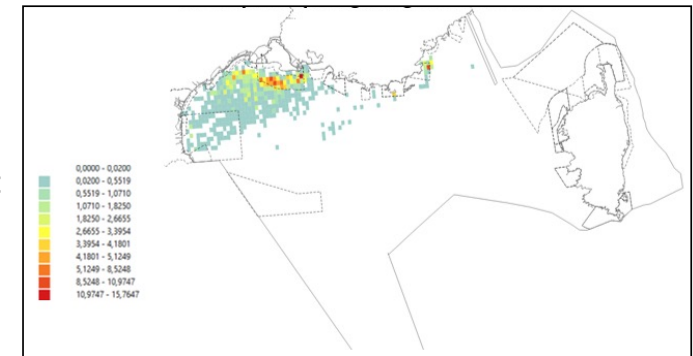 0,0000 - 0,0200
0,0200 - 0,5519
0,5519 - 1,0710
1,0710 - 1,8250
1,8250 - 2,6655
2,6655 - 3,3954
3,3954 - 4,1801
4,1801 - 5,1249
5,1249 - 8,5248
8,5248 - 10,9747
10,9747 - 15,7647